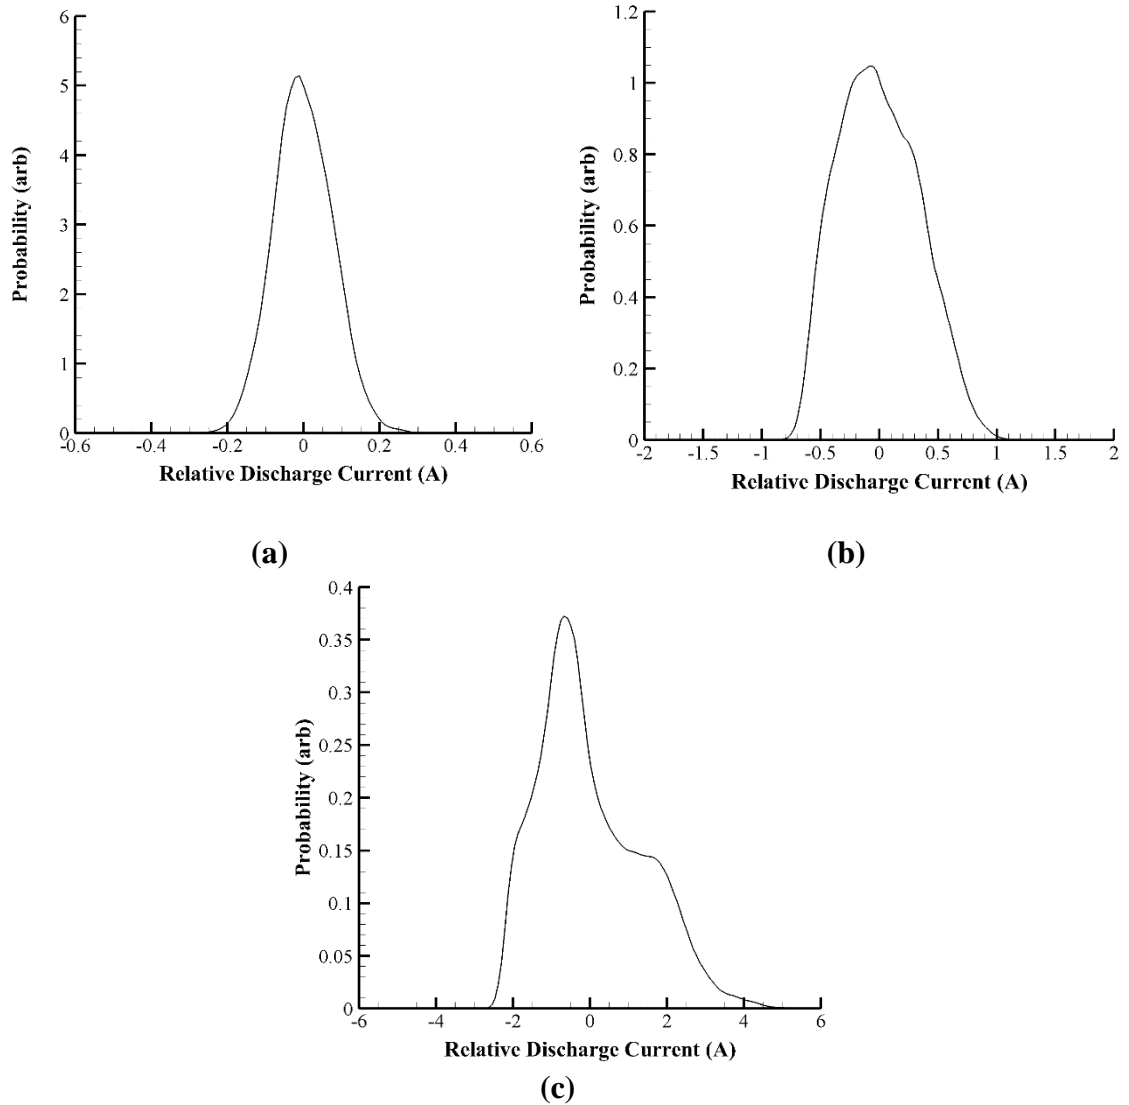 6
5
4
3
2
1
0
Probability (arb)
-0.6 -0.4 -0.2 0 0.2 0.4 0.6
Relative Discharge Current (A)
(a)
1.2
1
0.8
0.6
0.4
0.2
0
Probability (arb)
-2 -1.5 -1 -0.5 0 0.5 1 1.5 2
Relative Discharge Current (A)
(b)
0.4
0.35
0.3
0.25
0.2
0.15
0.1
0.05
0
Probability (arb)
-6 -4 -2 0 2 4 6
Relative Discharge Current (A)
(c)